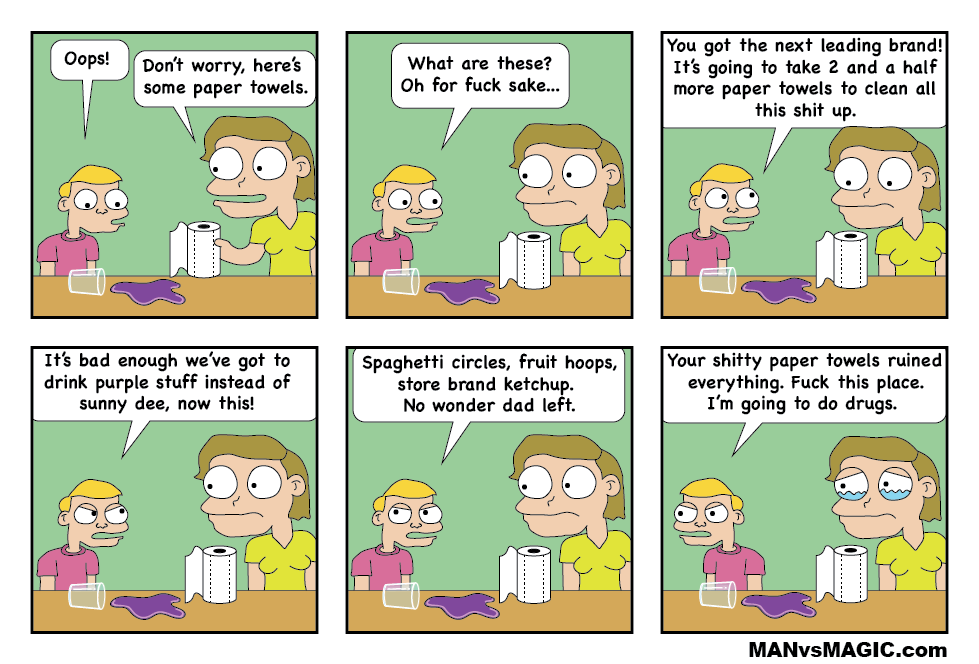 Oops!
Don't worry, here's
some paper towels.
What are these?
Oh for fuck sake...
You got the next leading brand!
It's going to take 2 and a half
more paper towels to clean all
this shit up.
It's bad enough we've got to
drink purple stuff instead of
sunny dee, now this!
Spaghetti circles, fruit hoops,
store brand ketchup.
No wonder dad left.
Your shitty paper towels ruined
everything. Fuck this place.
I'm going to do drugs.
MANvsMAGIC.com